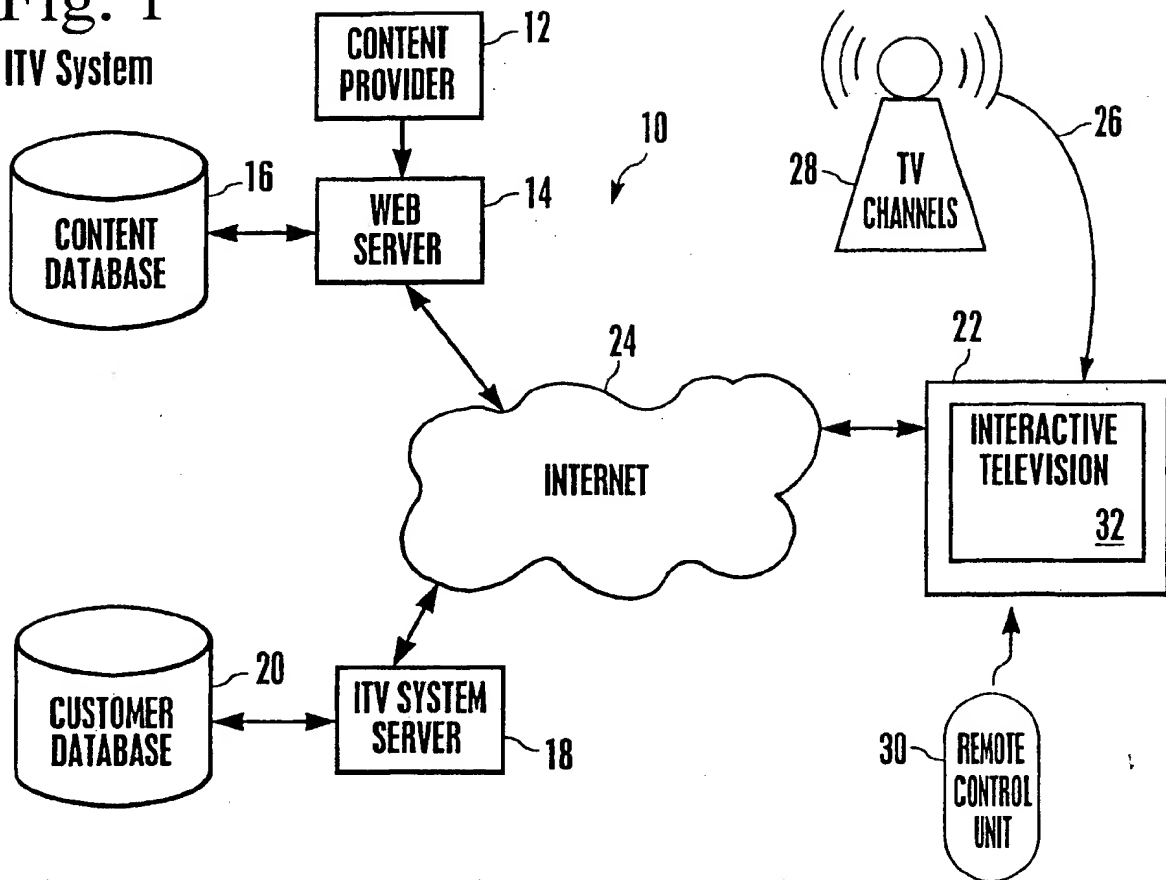 Fig. 1
ITV System
CONTENT
PROVIDER
12
10
26
16
14
28
TV
CHANNELS
CONTENT
DATABASE
WEB
SERVER
24
22
INTERNET
INTERACTIVE
TELEVISION
32
20
CUSTOMER
DATABASE
ITV SYSTEM
SERVER
18
30
REMOTE
CONTROL
UNIT